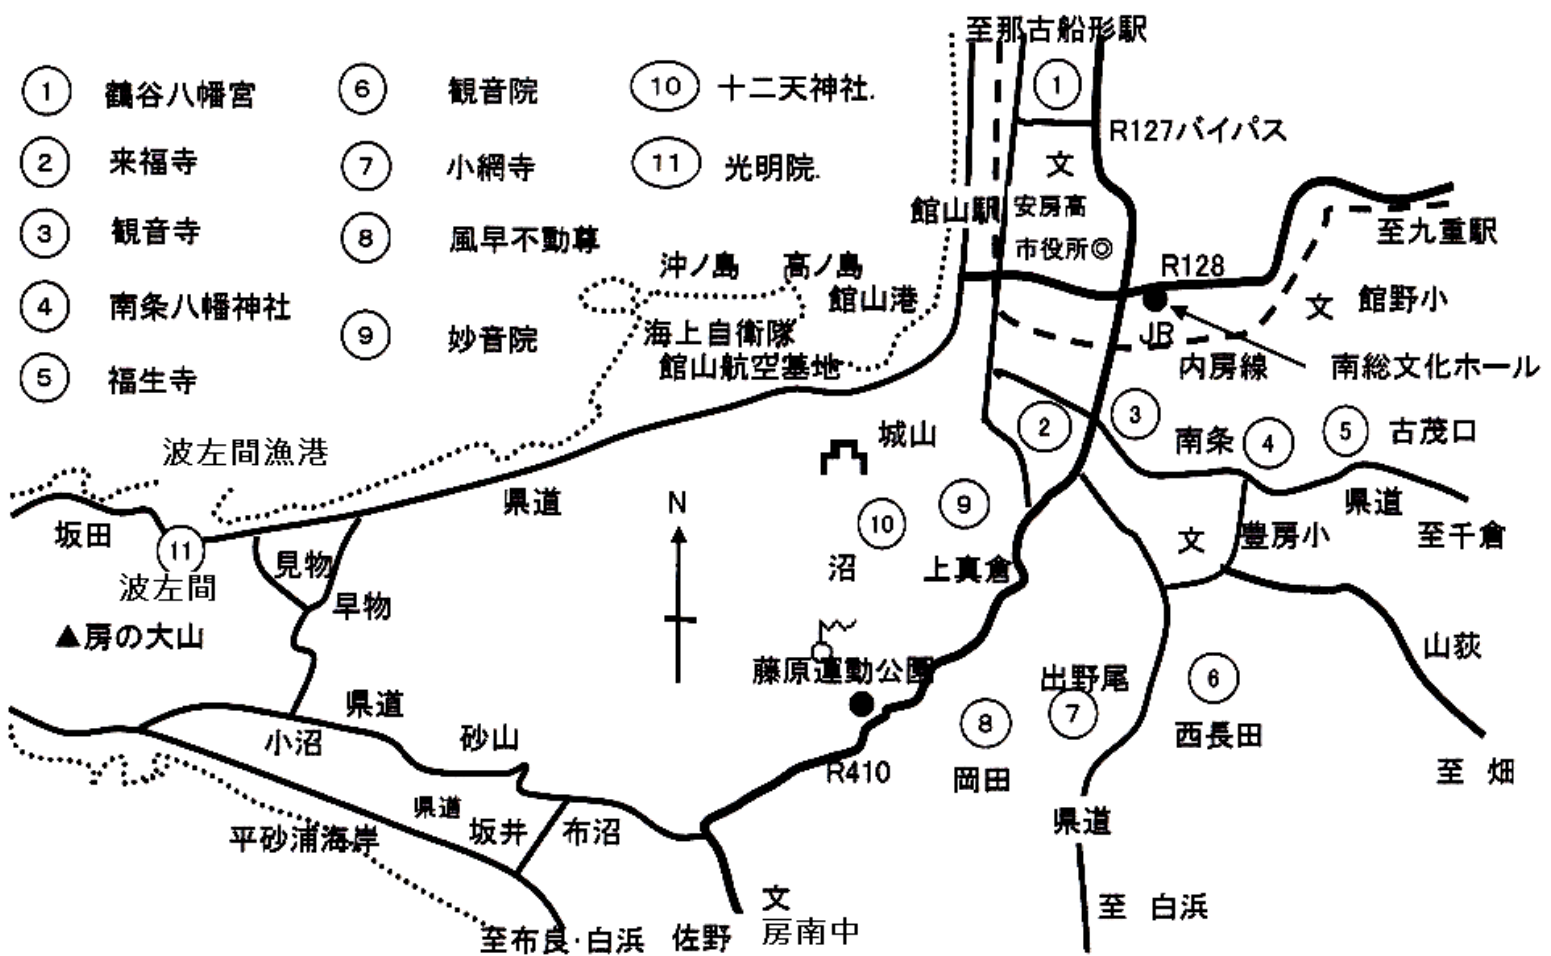 至那古船形駅
① 鶴谷八幡宮
② 来福寺
③ 観音寺
④ 南条八幡神社
⑤ 福生寺
⑥ 観音院
⑦ 小網寺
⑧ 風早不動尊
⑨ 妙音院
⑩ 十二天神社.
⑪ 光明院.
①
R127バイパス
文
館山駅
安房高
市役所◎
至九重駅
R128
沖ノ島
高ノ島
館山港
文
館野小
海上自衛隊
館山航空基地
JR
内房線
南総文化ホール
②
③
南条
④
⑤
古茂口
城山
波左間漁港
県道
N
⑩
⑨
県道
至千倉
坂田
⑪
見物
文
豊房小
波左間
沼
上真倉
早物
▲房の大山
山荻
藤原運動公園
出野尾
⑥
⑦
西長田
⑧
岡田
県道
小沼
砂山
R410
至 畑
県道
坂井
布沼
平砂浦海岸
県道
至 白浜
文
房南中
至布良·白浜
佐野